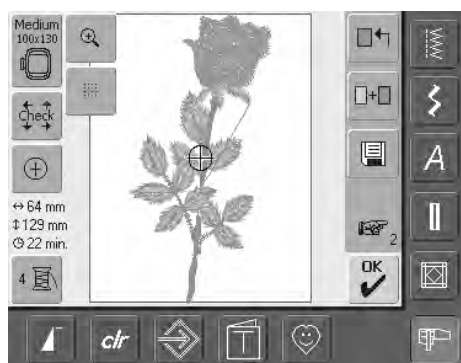 Medium
100x130
Check
↔ 64 mm
↕ 129 mm
22 min.
4
2
OK
A
clr
T